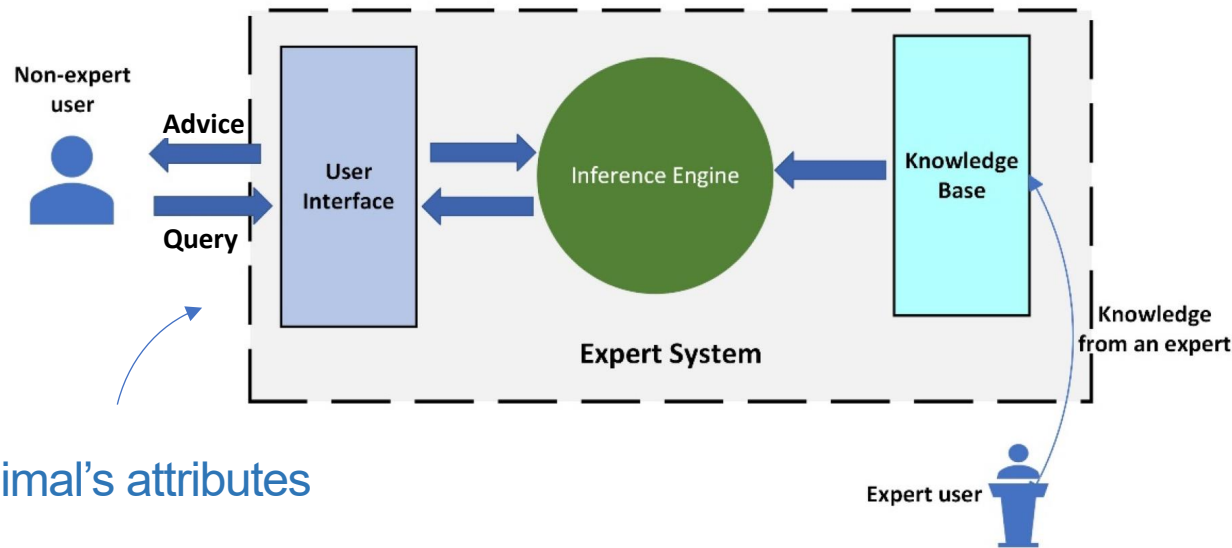 Non-expert
user
Advice
Query
User
Interface
Inference Engine
Knowledge
Base
Expert System
Knowledge
from an expert
Expert user
imal’s attributes